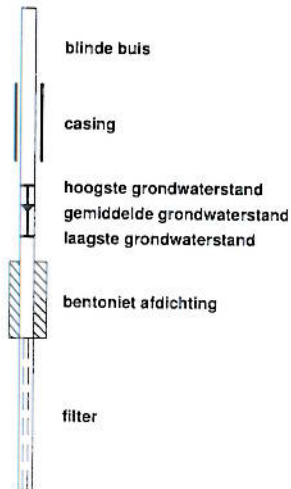 blinde buis
casing
hoogste grondwaterstand
gemiddelde grondwaterstand
laagste grondwaterstand
bentoniet afdichting
filter